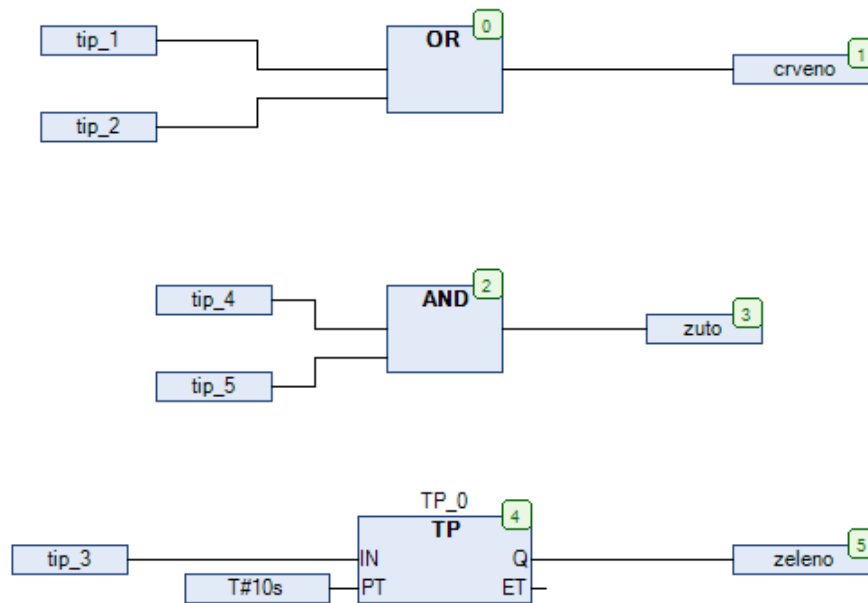 tip_1
OR
0
crveno
1
tip_2
tip_4
AND
2
zuto
3
tip_5
TP_0
TP
4
tip_3
IN
Q
zeleno
5
T#10s
PT
ET